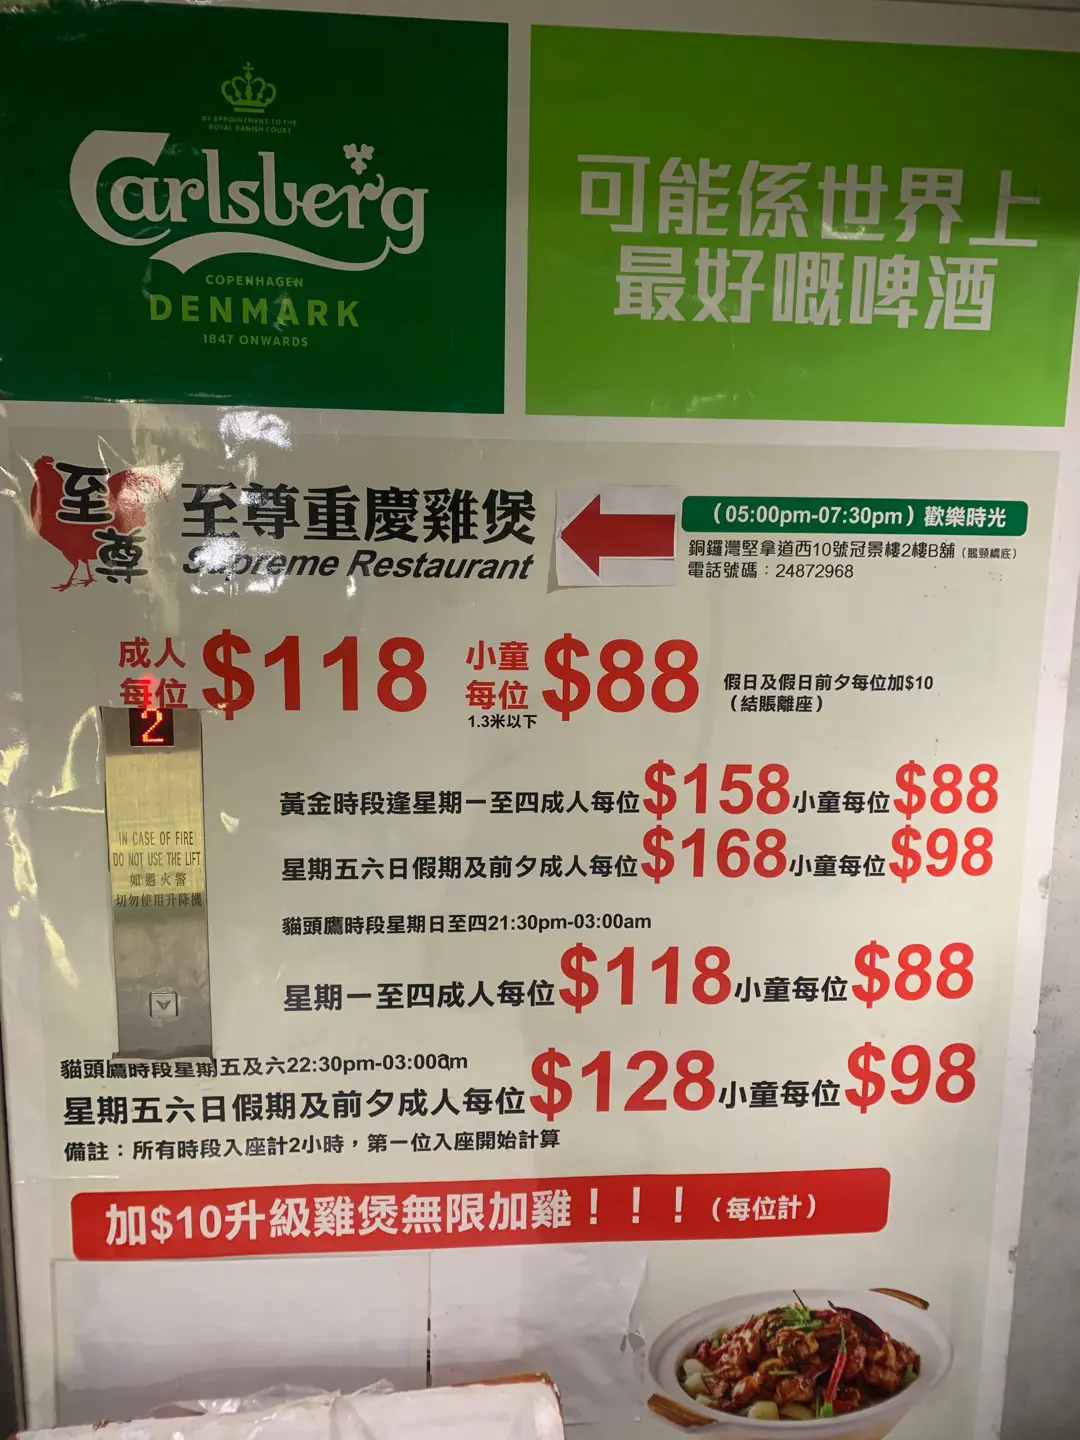 BY APPOINTMENT TO THE
ROYAL DANISH COURT
Carlsberg
COPENHAGEN
DENMARK
1847 ONWARDS
可能係世界上
最好嘅啤酒
至尊
至尊重慶雞煲
Supreme Restaurant
(05:00pm-07:30pm) 歡樂時光
銅鑼灣堅拿道西10號冠景樓2樓B舖 (鵝頸橋底)
電話號碼：24872968
成人每位 $118 小童每位 $88
1.3米以下
假日及假日前夕每位加$10
(結賬離座)
2
黃金時段逢星期一至四成人每位$158小童每位$88
星期五六日假期及前夕成人每位$168小童每位$98
貓頭鷹時段星期日至四21:30pm-03:00am
星期一至四成人每位$118小童每位$88
IN CASE OF FIRE
DO NOT USE THE LIFT
如遇火警
切勿使用升降機
貓頭鷹時段星期五及六22:30pm-03:00am
星期五六日假期及前夕成人每位$128小童每位$98
備註：所有時段入座計2小時，第一位入座開始計算
加$10升級雞煲無限加雞！！！(每位計)